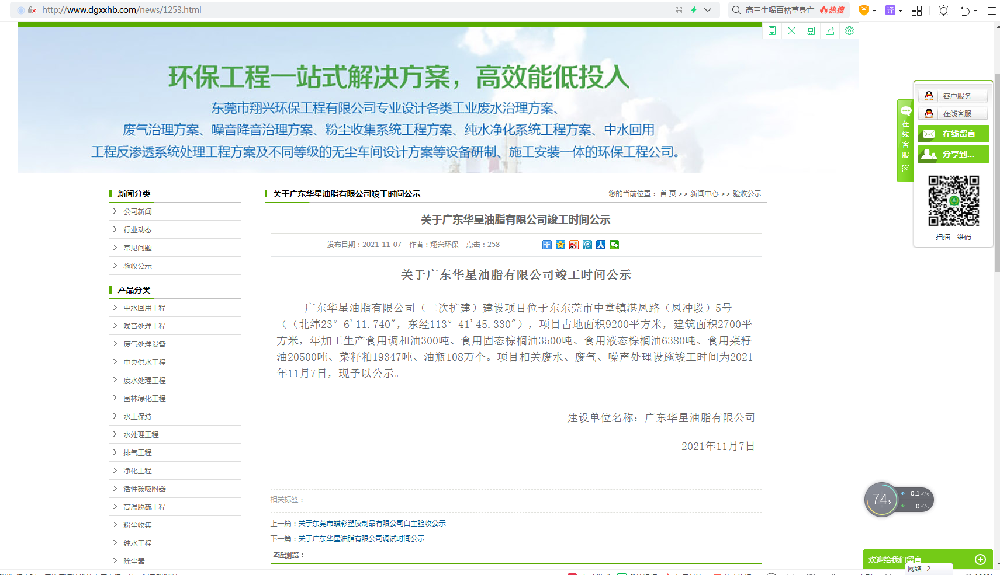 http://www.dgxxhb.com/news/1253.html
高三生喝百枯草身亡 热搜
译
环保工程一站式解决方案，高效能低投入
东莞市翔兴环保工程有限公司专业设计各类工业废水治理方案、
废气治理方案、噪音降音治理方案、粉尘收集系统工程方案、纯水净化系统工程方案、中水回用
工程反渗透系统处理工程方案及不同等级的无尘车间设计方案等设备研制、施工安装一体的环保工程公司。
在线客服
客户服务
在线客服
在线留言
分享到...
扫描二维码
新闻分类
公司新闻
行业动态
常见问题
验收公示
产品分类
中水回用工程
噪音处理工程
废气处理设备
中央供水工程
废水处理工程
园林绿化工程
水土保持
水处理工程
排气工程
净化工程
活性碳吸附器
高温脱硫工程
粉尘收集
纯水工程
除尘器
关于广东华星油脂有限公司竣工时间公示
您的当前位置： 首 页 >> 新闻中心 >> 验收公示
关于广东华星油脂有限公司竣工时间公示
发布日期：2021-11-07 作者：翔兴环保 点击：258
关于广东华星油脂有限公司竣工时间公示
广东华星油脂有限公司（二次扩建）建设项目位于东东莞市中堂镇湛凤路（凤冲段）5号
（（北纬23° 6'11.740"，东经113° 41'45.330"），项目占地面积9200平方米，建筑面积2700平
方米，年加工生产食用调和油300吨、食用固态棕榈油3500吨、食用液态棕榈油6380吨、食用菜籽
油20500吨、菜籽粕19347吨、油瓶108万个。项目相关废水、废气、噪声处理设施竣工时间为2021
年11月7日，现予以公示。
建设单位名称：广东华星油脂有限公司
2021年11月7日
相关标签：
上一篇：关于东莞市蝶彩塑胶制品有限公司自主验收公示
下一篇：关于广东华星油脂有限公司调试时间公示
Z近浏览：
74%
0.1K/s
0K/s
欢迎给我们留言
网络 2